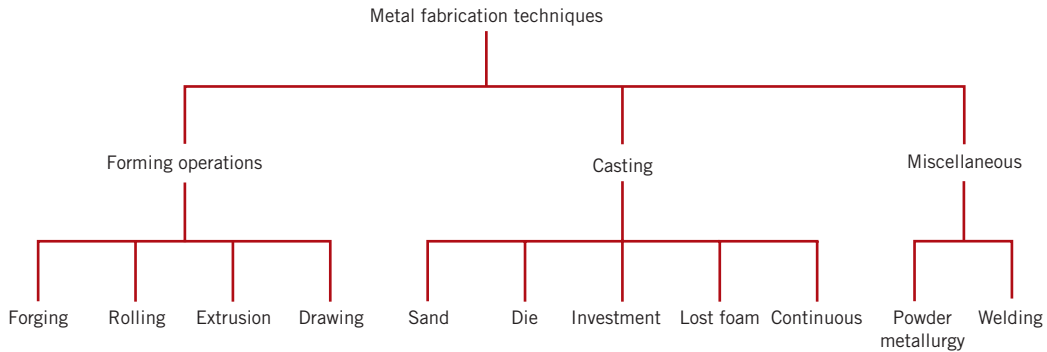 Metal fabrication techniques
Forming operations
Casting
Miscellaneous
Forging
Rolling
Extrusion
Drawing
Sand
Die
Investment
Lost foam
Continuous
Powder
metallurgy
Welding